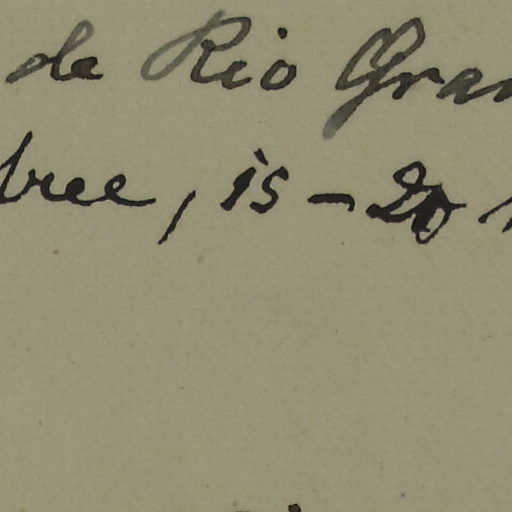 de Rio Gran
tree, 15-20